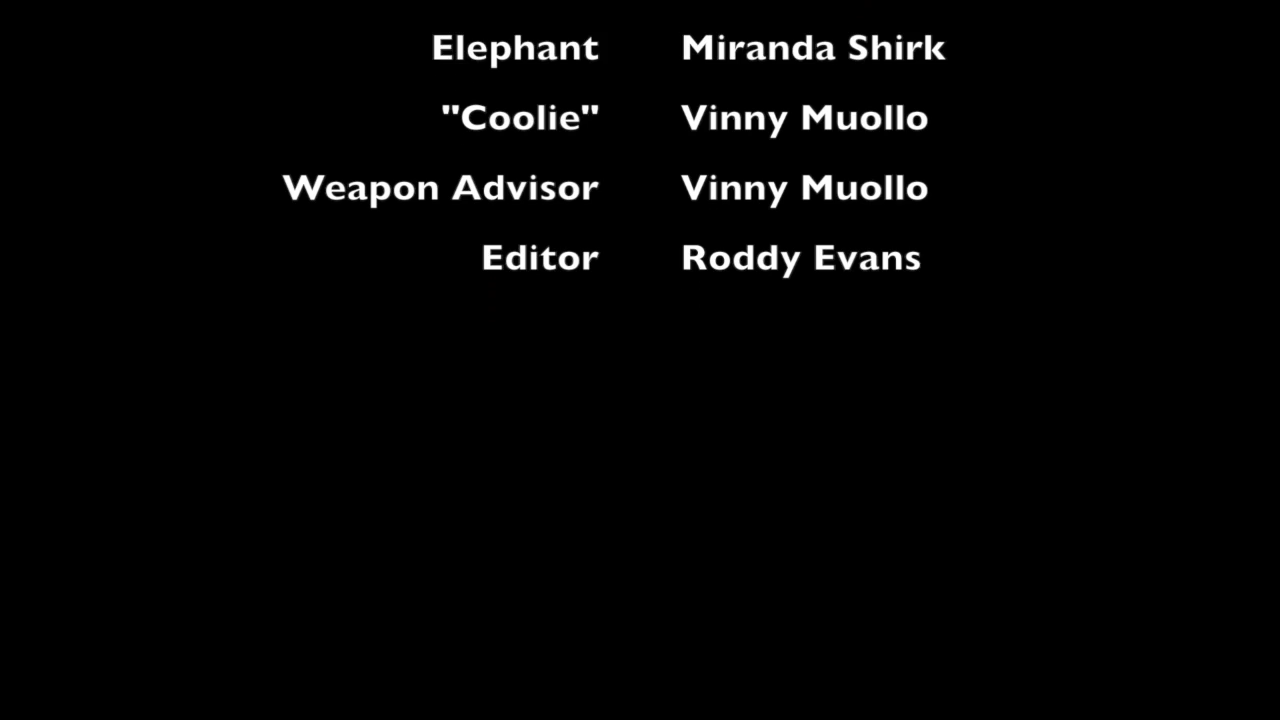 Elephant Miranda Shirk
"Coolie" Vinny Muollo
Weapon Advisor Vinny Muollo
Editor Roddy Evans